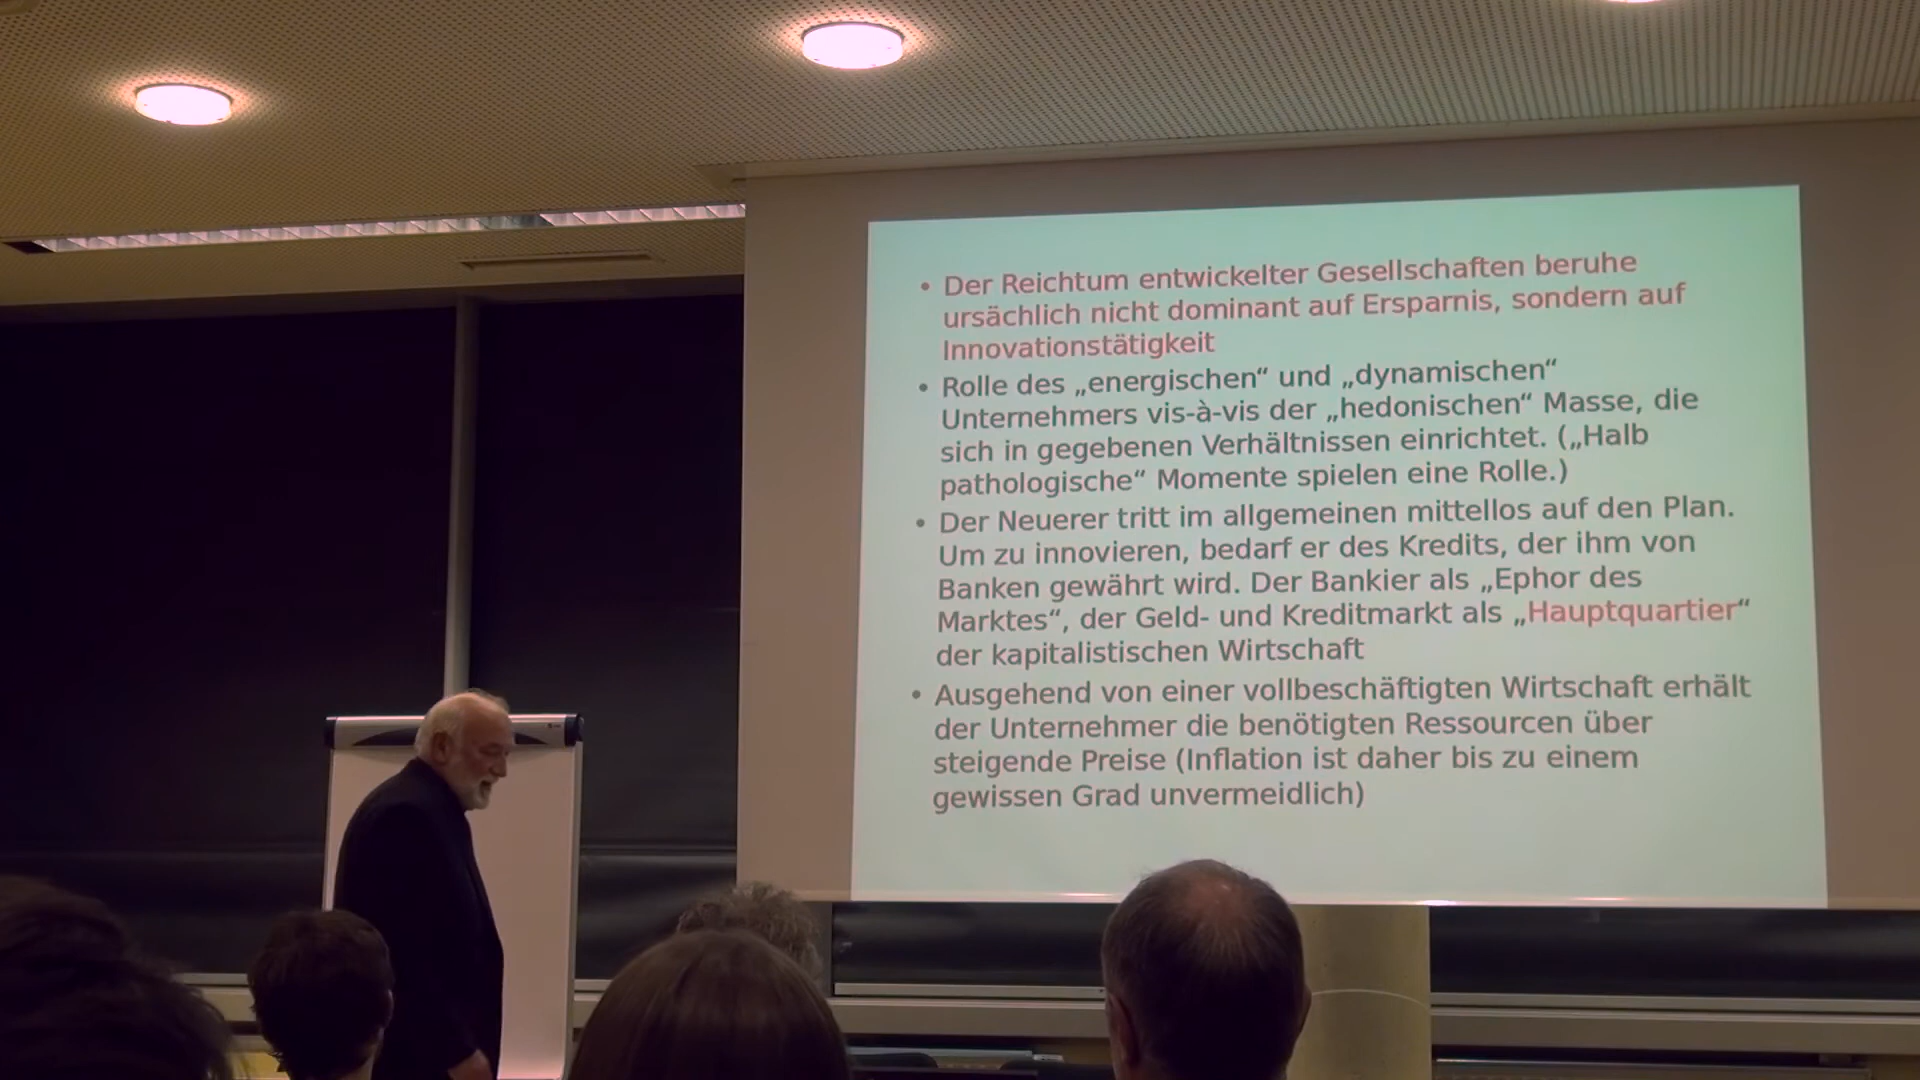 • Der Reichtum entwickelter Gesellschaften beruhe
ursächlich nicht dominant auf Ersparnis, sondern auf
Innovationstätigkeit
• Rolle des „energischen“ und „dynamischen“
Unternehmers vis-à-vis der „hedonischen“ Masse, die
sich in gegebenen Verhältnissen einrichtet. („Halb
pathologische“ Momente spielen eine Rolle.)
• Der Neuerer tritt im allgemeinen mittellos auf den Plan.
Um zu innovieren, bedarf er des Kredits, der ihm von
Banken gewährt wird. Der Bankier als „Ephor des
Marktes“, der Geld- und Kreditmarkt als „Hauptquartier“
der kapitalistischen Wirtschaft
• Ausgehend von einer vollbeschäftigten Wirtschaft erhält
der Unternehmer die benötigten Ressourcen über
steigende Preise (Inflation ist daher bis zu einem
gewissen Grad unvermeidlich)